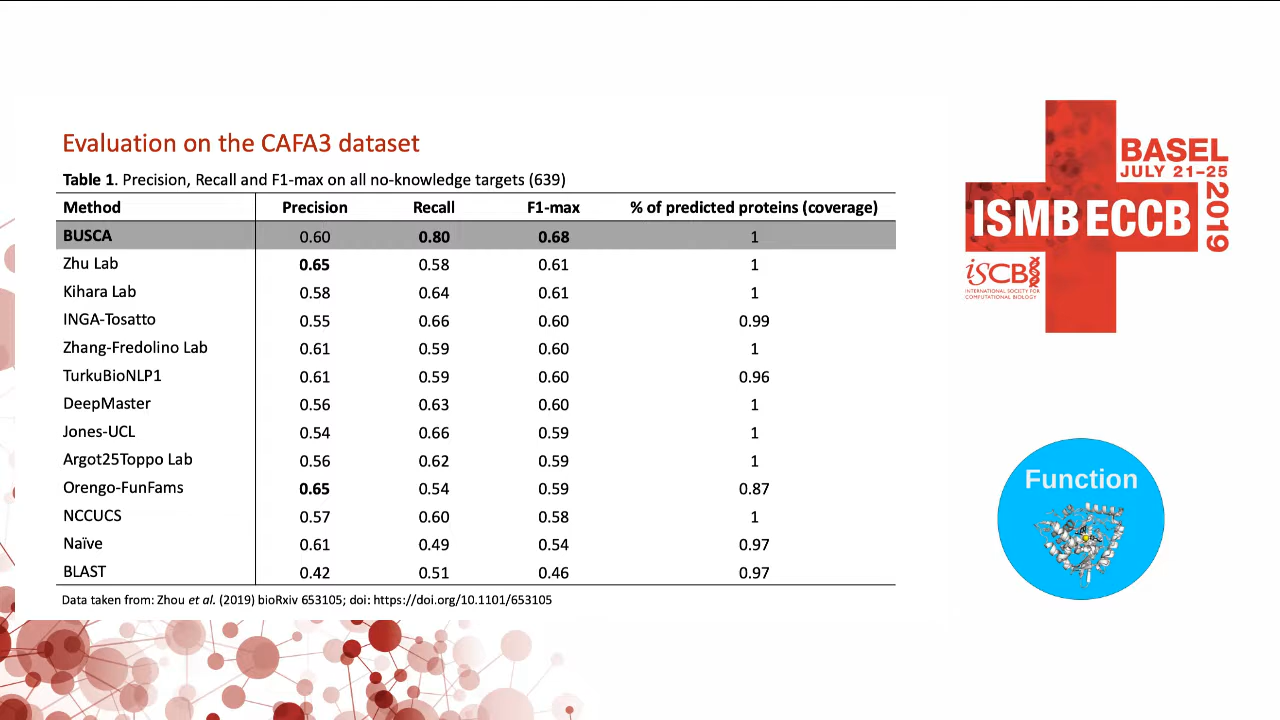 Evaluation on the CAFA3 dataset
Table 1. Precision, Recall and F1-max on all no-knowledge targets (639)
Method Precision Recall F1-max % of predicted proteins (coverage)
BUSCA 0.60 0.80 0.68 1
Zhu Lab 0.65 0.58 0.61 1
Kihara Lab 0.58 0.64 0.61 1
INGA-Tosatto 0.55 0.66 0.60 0.99
Zhang-Fredolino Lab 0.61 0.59 0.60 1
TurkuBioNLP1 0.61 0.59 0.60 0.96
DeepMaster 0.56 0.63 0.60 1
Jones-UCL 0.54 0.66 0.59 1
Argot25Toppo Lab 0.56 0.62 0.59 1
Orengo-FunFams 0.65 0.54 0.59 0.87
NCCUCS 0.57 0.60 0.58 1
Naïve 0.61 0.49 0.54 0.97
BLAST 0.42 0.51 0.46 0.97
Data taken from: Zhou et al. (2019) bioRxiv 653105; doi: https://doi.org/10.1101/653105
BASEL
JULY 21-25
2019
ISMB ECCB
iSCB
INTERNATIONAL SOCIETY FOR
COMPUTATIONAL BIOLOGY
Function